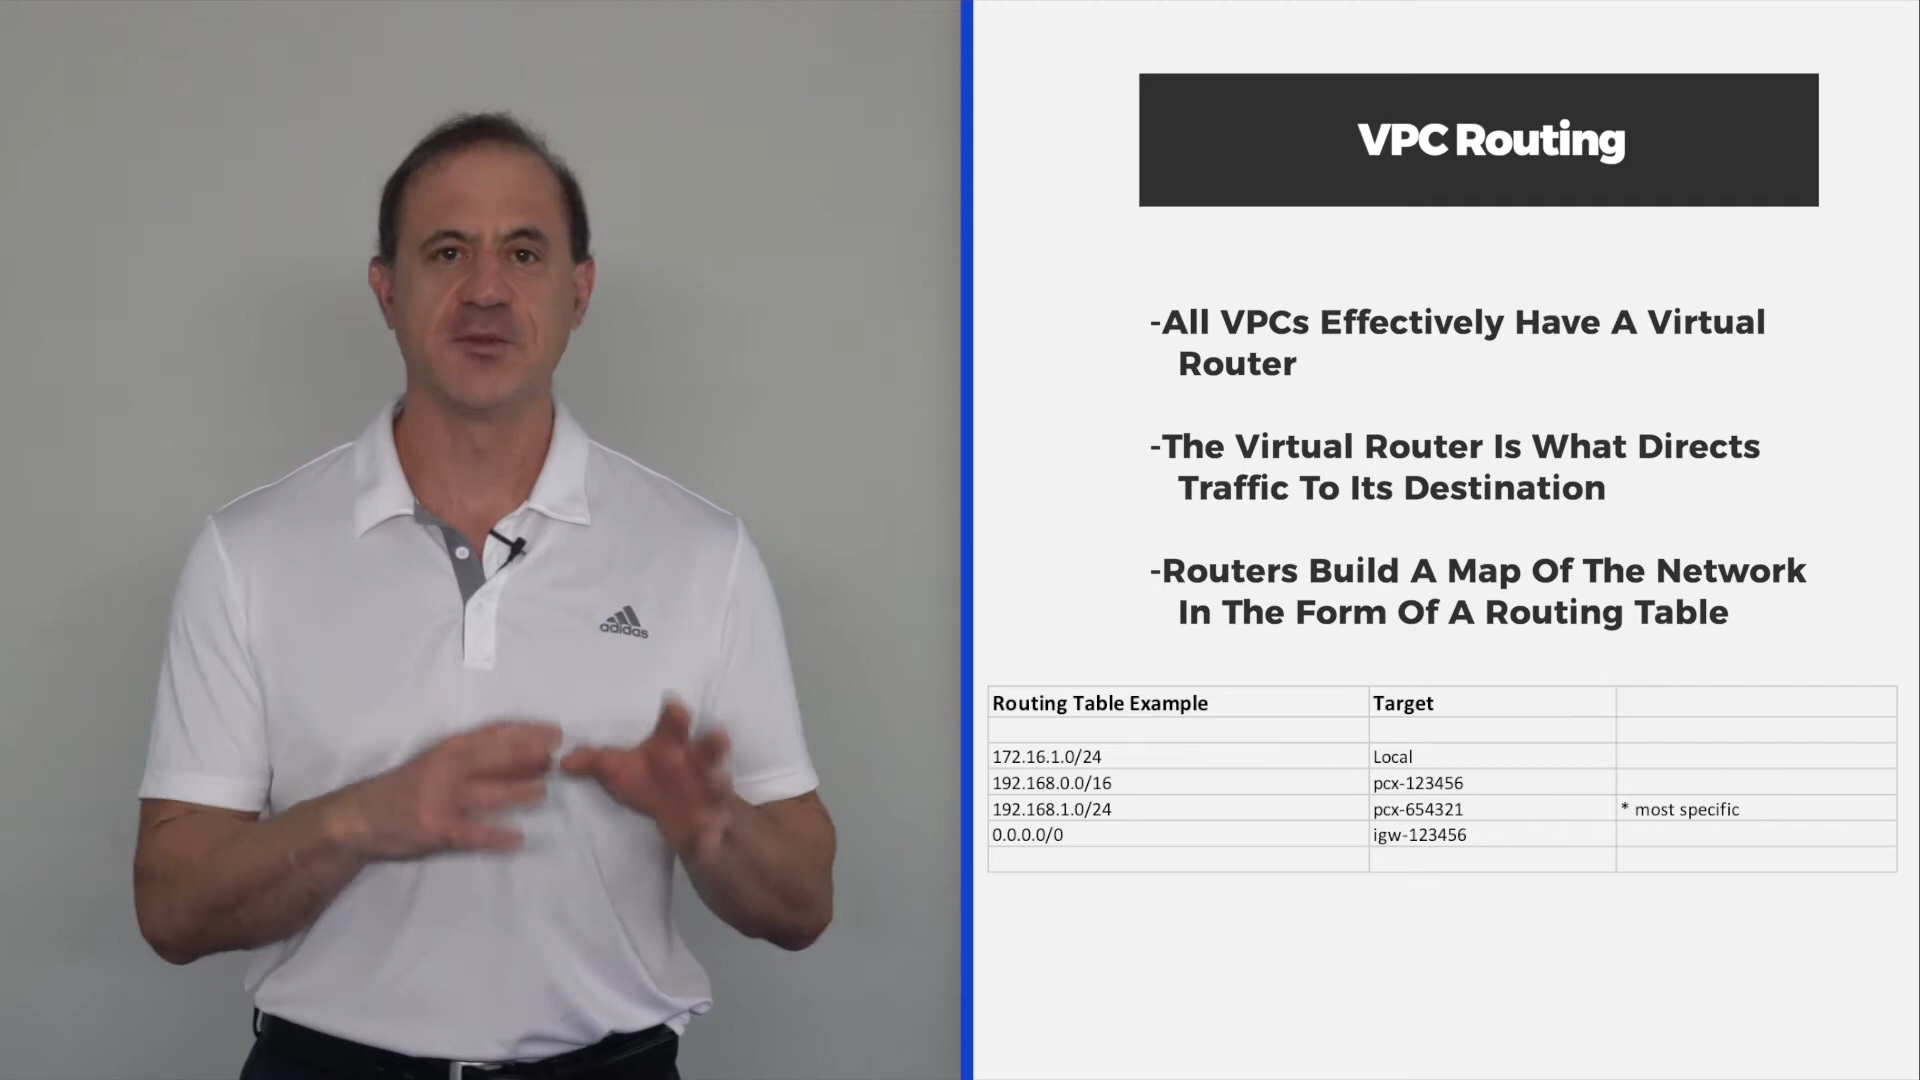 VPC Routing
-All VPCs Effectively Have A Virtual
Router
-The Virtual Router Is What Directs
Traffic To Its Destination
-Routers Build A Map Of The Network
In The Form Of A Routing Table
Routing Table Example Target
172.16.1.0/24 Local
192.168.0.0/16 pcx-123456
192.168.1.0/24 pcx-654321 * most specific
0.0.0.0/0 igw-123456
adidas